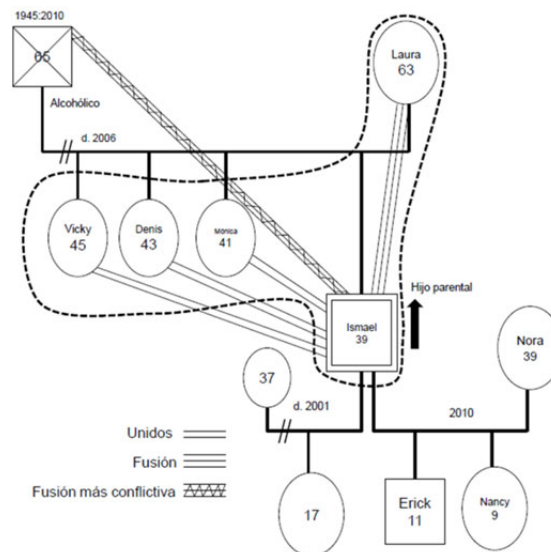 1945:2010
65
Laura
63
Alcohólico
d. 2006
Vicky
45
Denis
43
Mónica
41
Hijo parental
Ismael
39
Nora
39
37
d. 2001
2010
Unidos
Fusión
Fusión más conflictiva
17
Erick
11
Nancy
9